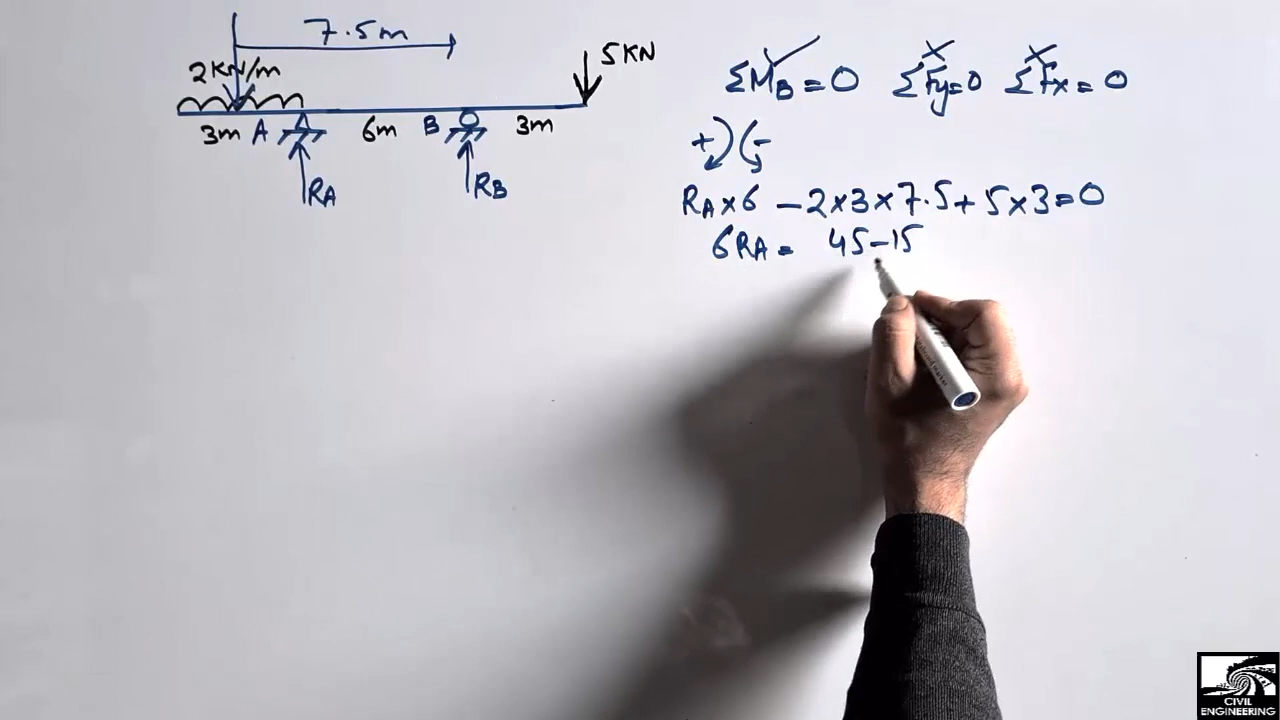 7.5m
2KN/m
5KN
3m A 6m B 3m
RA RB
ΣMB=0 ΣFy=0 ΣFx=0
+ -
RA×6 -2×3×7.5+5×3=0
6RA= 45-15
CIVIL
ENGINEERING